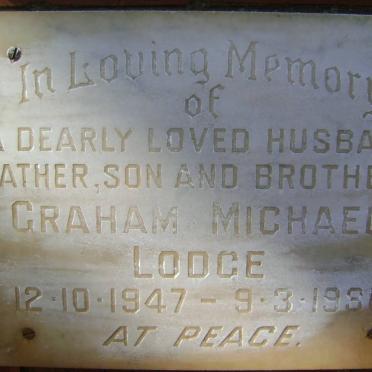 In Loving Memory
of
A DEARLY LOVED HUSBA
ATHER, SON AND BROTHE
GRAHAM MICHAEL
LODGE
12·10·1947 – 9·3·198
AT PEACE.